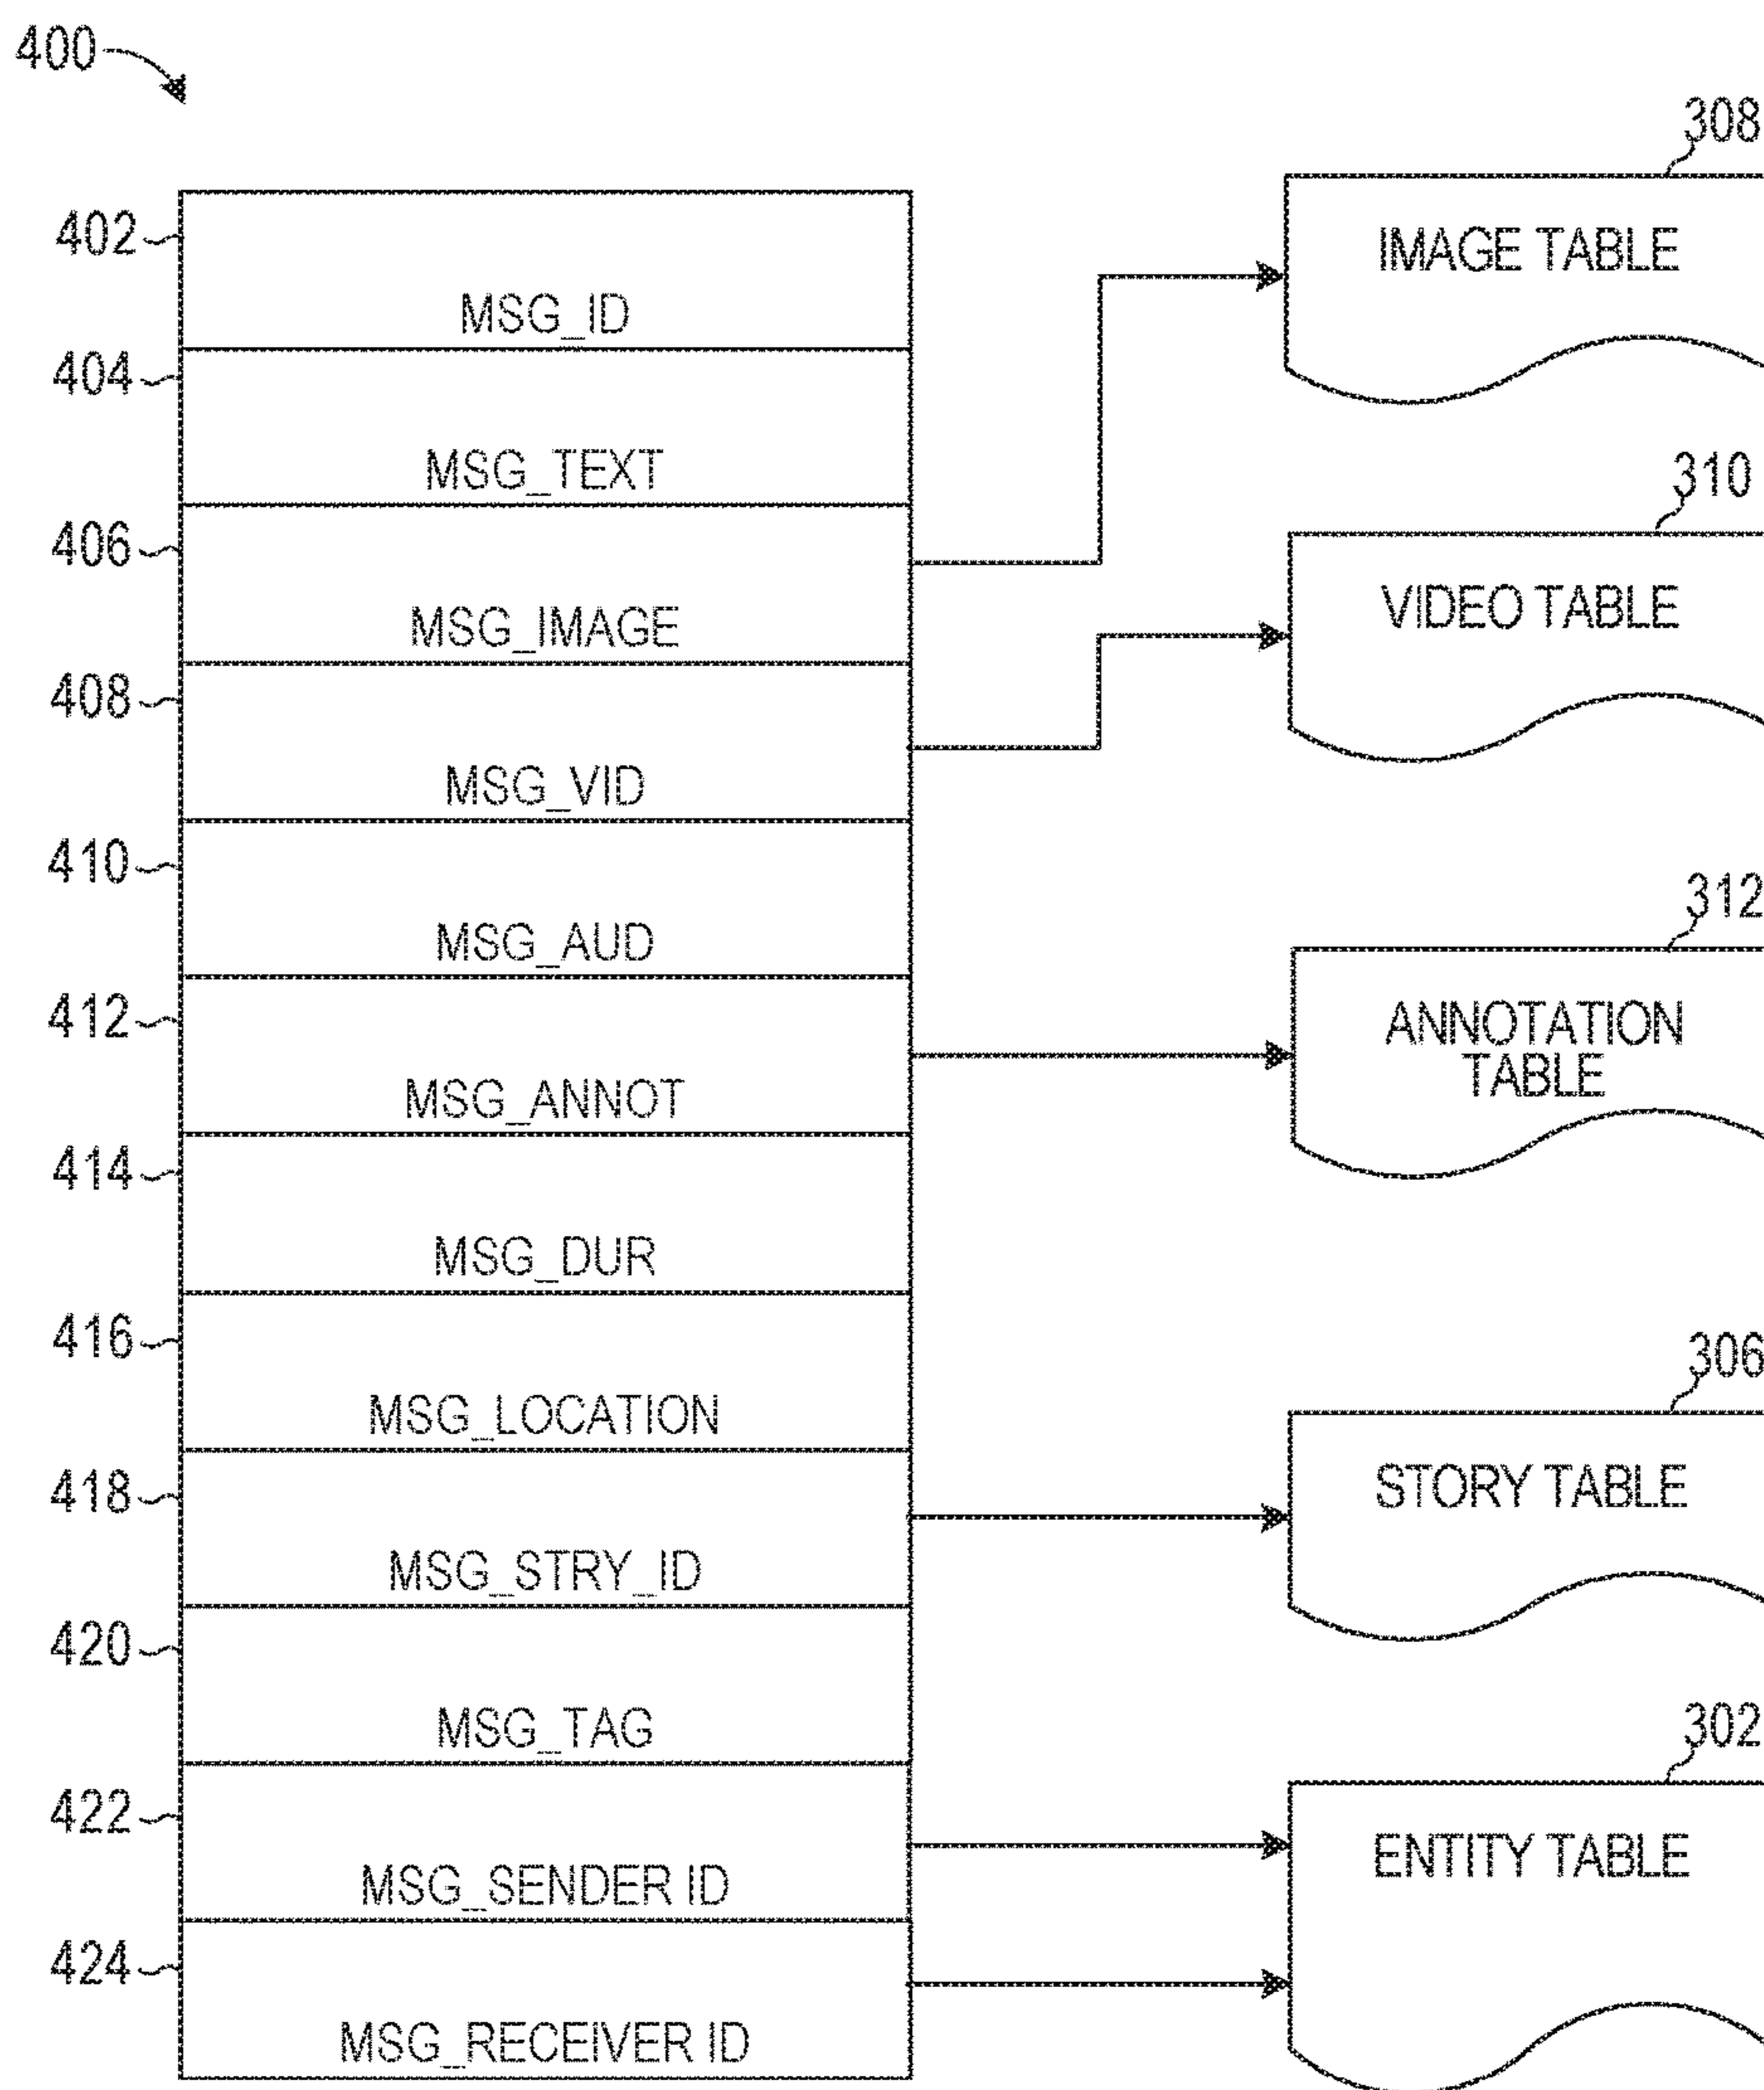 400
308
402
IMAGE TABLE
MSG_ID
404
MSG_TEXT
310
406
VIDEO TABLE
MSG_IMAGE
408
MSG_VID
410
312
MSG_AUD
412
ANNOTATION
TABLE
MSG_ANNOT
414
MSG_DUR
416
306
MSG_LOCATION
418
STORY TABLE
MSG_STRY_ID
420
MSG_TAG
302
422
ENTITY TABLE
MSG_SENDER ID
424
MSG_RECEIVER ID